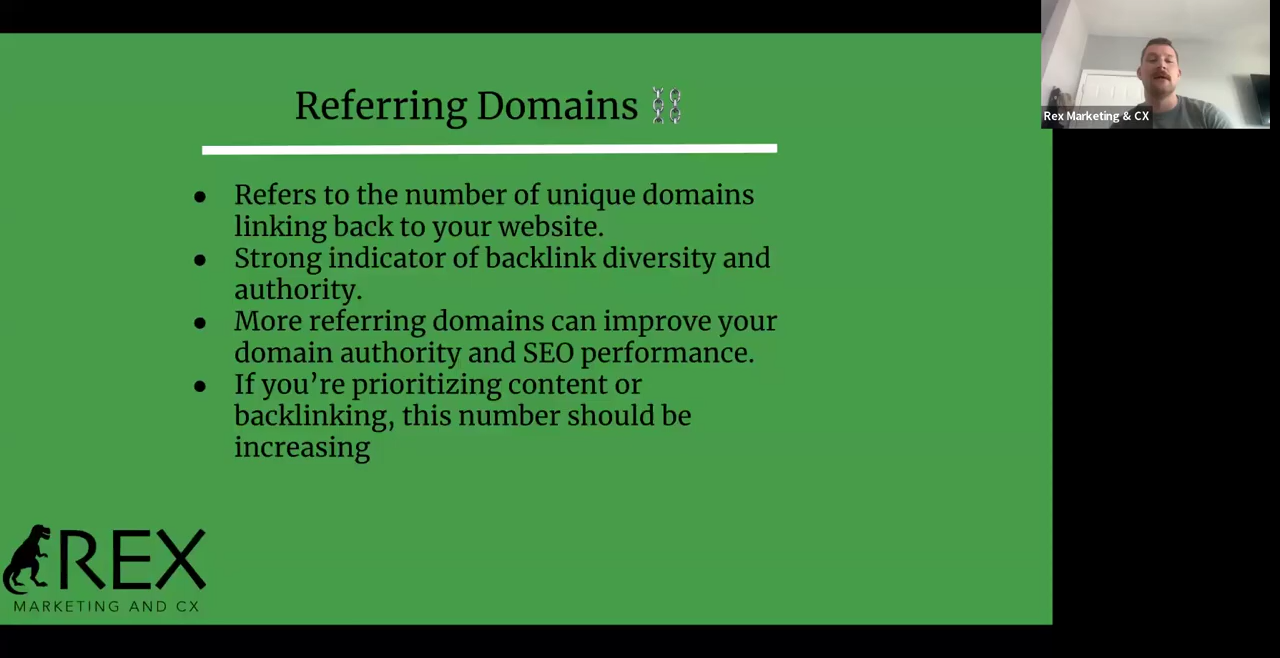 Referring Domains ⛓️
● Refers to the number of unique domains
linking back to your website.
● Strong indicator of backlink diversity and
authority.
● More referring domains can improve your
domain authority and SEO performance.
● If you’re prioritizing content or
backlinking, this number should be
increasing
REX
MARKETING AND CX
Rex Marketing & CX